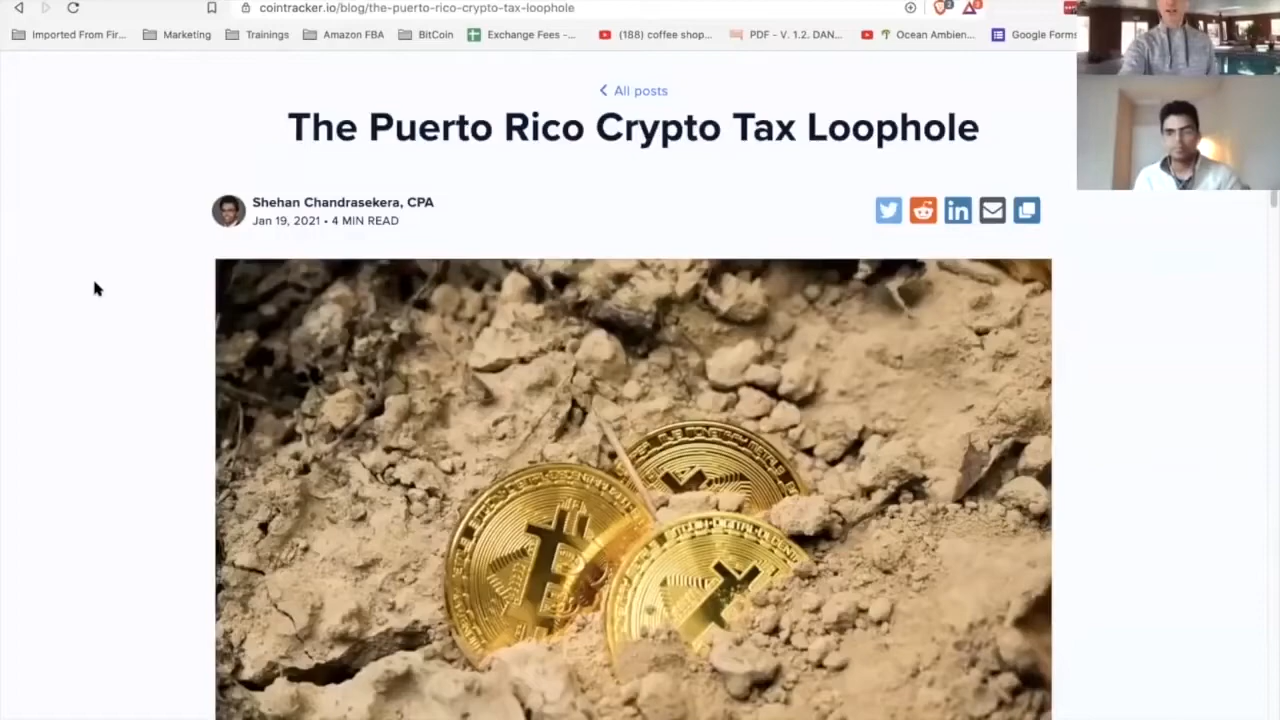 cointracker.io/blog/the-puerto-rico-crypto-tax-loophole
Imported From Fir... Marketing Trainings Amazon FBA BitCoin Exchange Fees -... (188) coffee shop... PDF - V. 1.2. DAN... Ocean Ambien... Google Forms
All posts
The Puerto Rico Crypto Tax Loophole
Shehan Chandrasekera, CPA
Jan 19, 2021 • 4 MIN READ